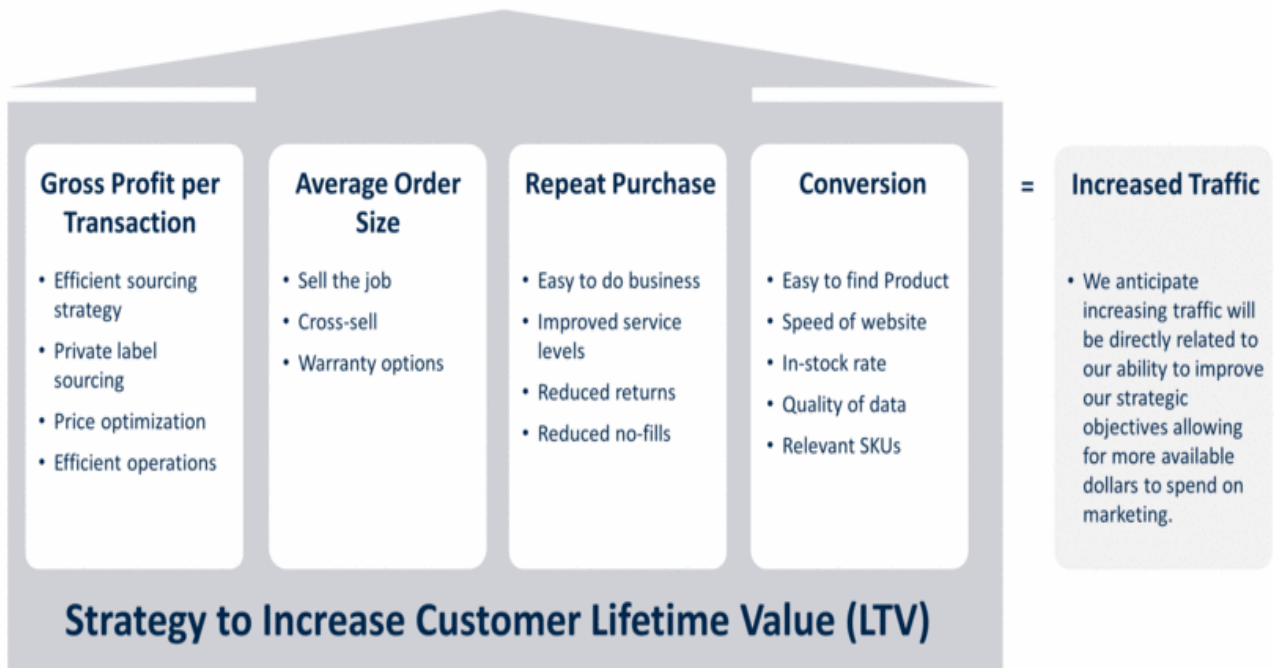 Gross Profit per
Transaction
• Efficient sourcing
strategy
• Private label
sourcing
• Price optimization
• Efficient operations
Average Order
Size
• Sell the job
• Cross-sell
• Warranty options
Repeat Purchase
• Easy to do business
• Improved service
levels
• Reduced returns
• Reduced no-fills
Conversion
• Easy to find Product
• Speed of website
• In-stock rate
• Quality of data
• Relevant SKUs
=
Increased Traffic
• We anticipate
increasing traffic will
be directly related to
our ability to improve
our strategic
objectives allowing
for more available
dollars to spend on
marketing.
Strategy to Increase Customer Lifetime Value (LTV)